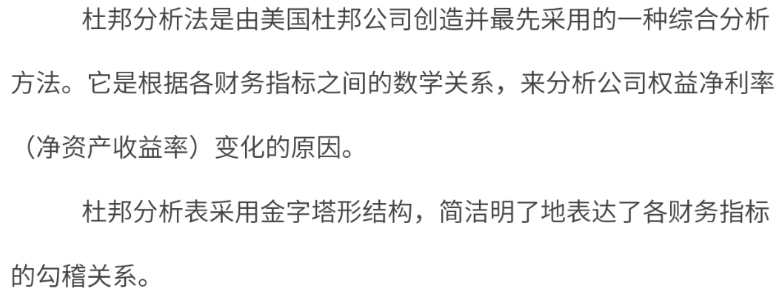 杜邦分析法是由美国杜邦公司创造并最先采用的一种综合分析
方法。它是根据各财务指标之间的数学关系，来分析公司权益净利率
（净资产收益率）变化的原因。
杜邦分析表采用金字塔形结构，简洁明了地表达了各财务指标
的勾稽关系。